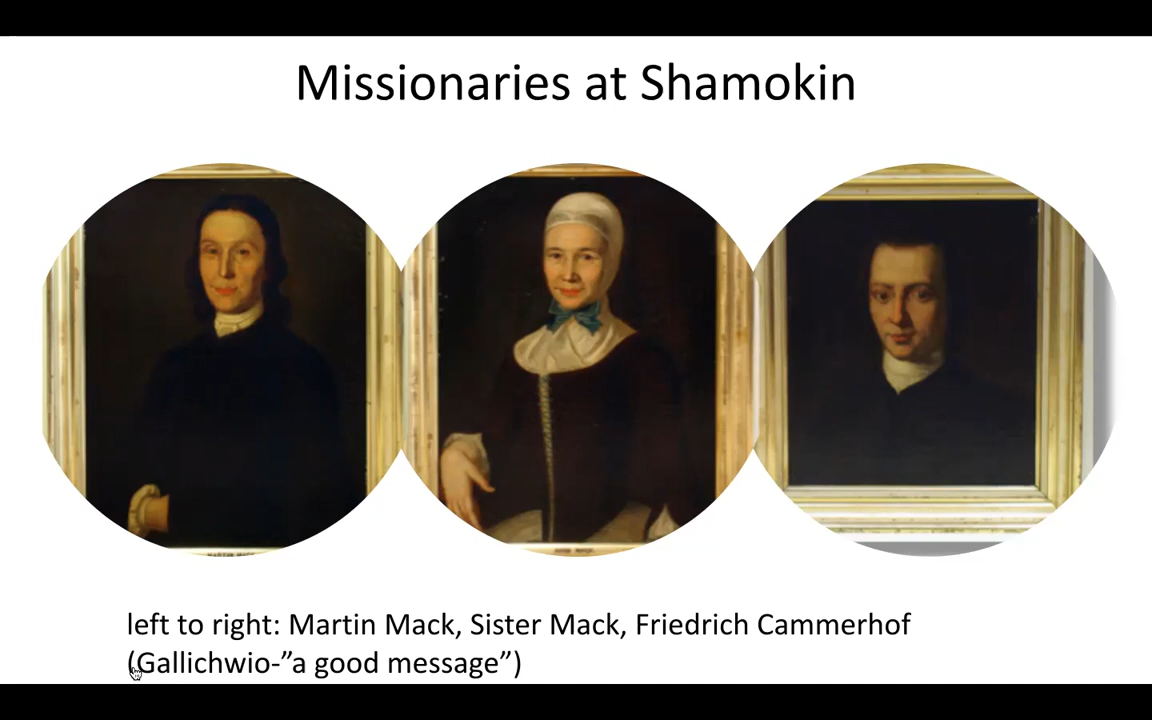 Missionaries at Shamokin
left to right: Martin Mack, Sister Mack, Friedrich Cammerhof
(Gallichwio-”a good message”)